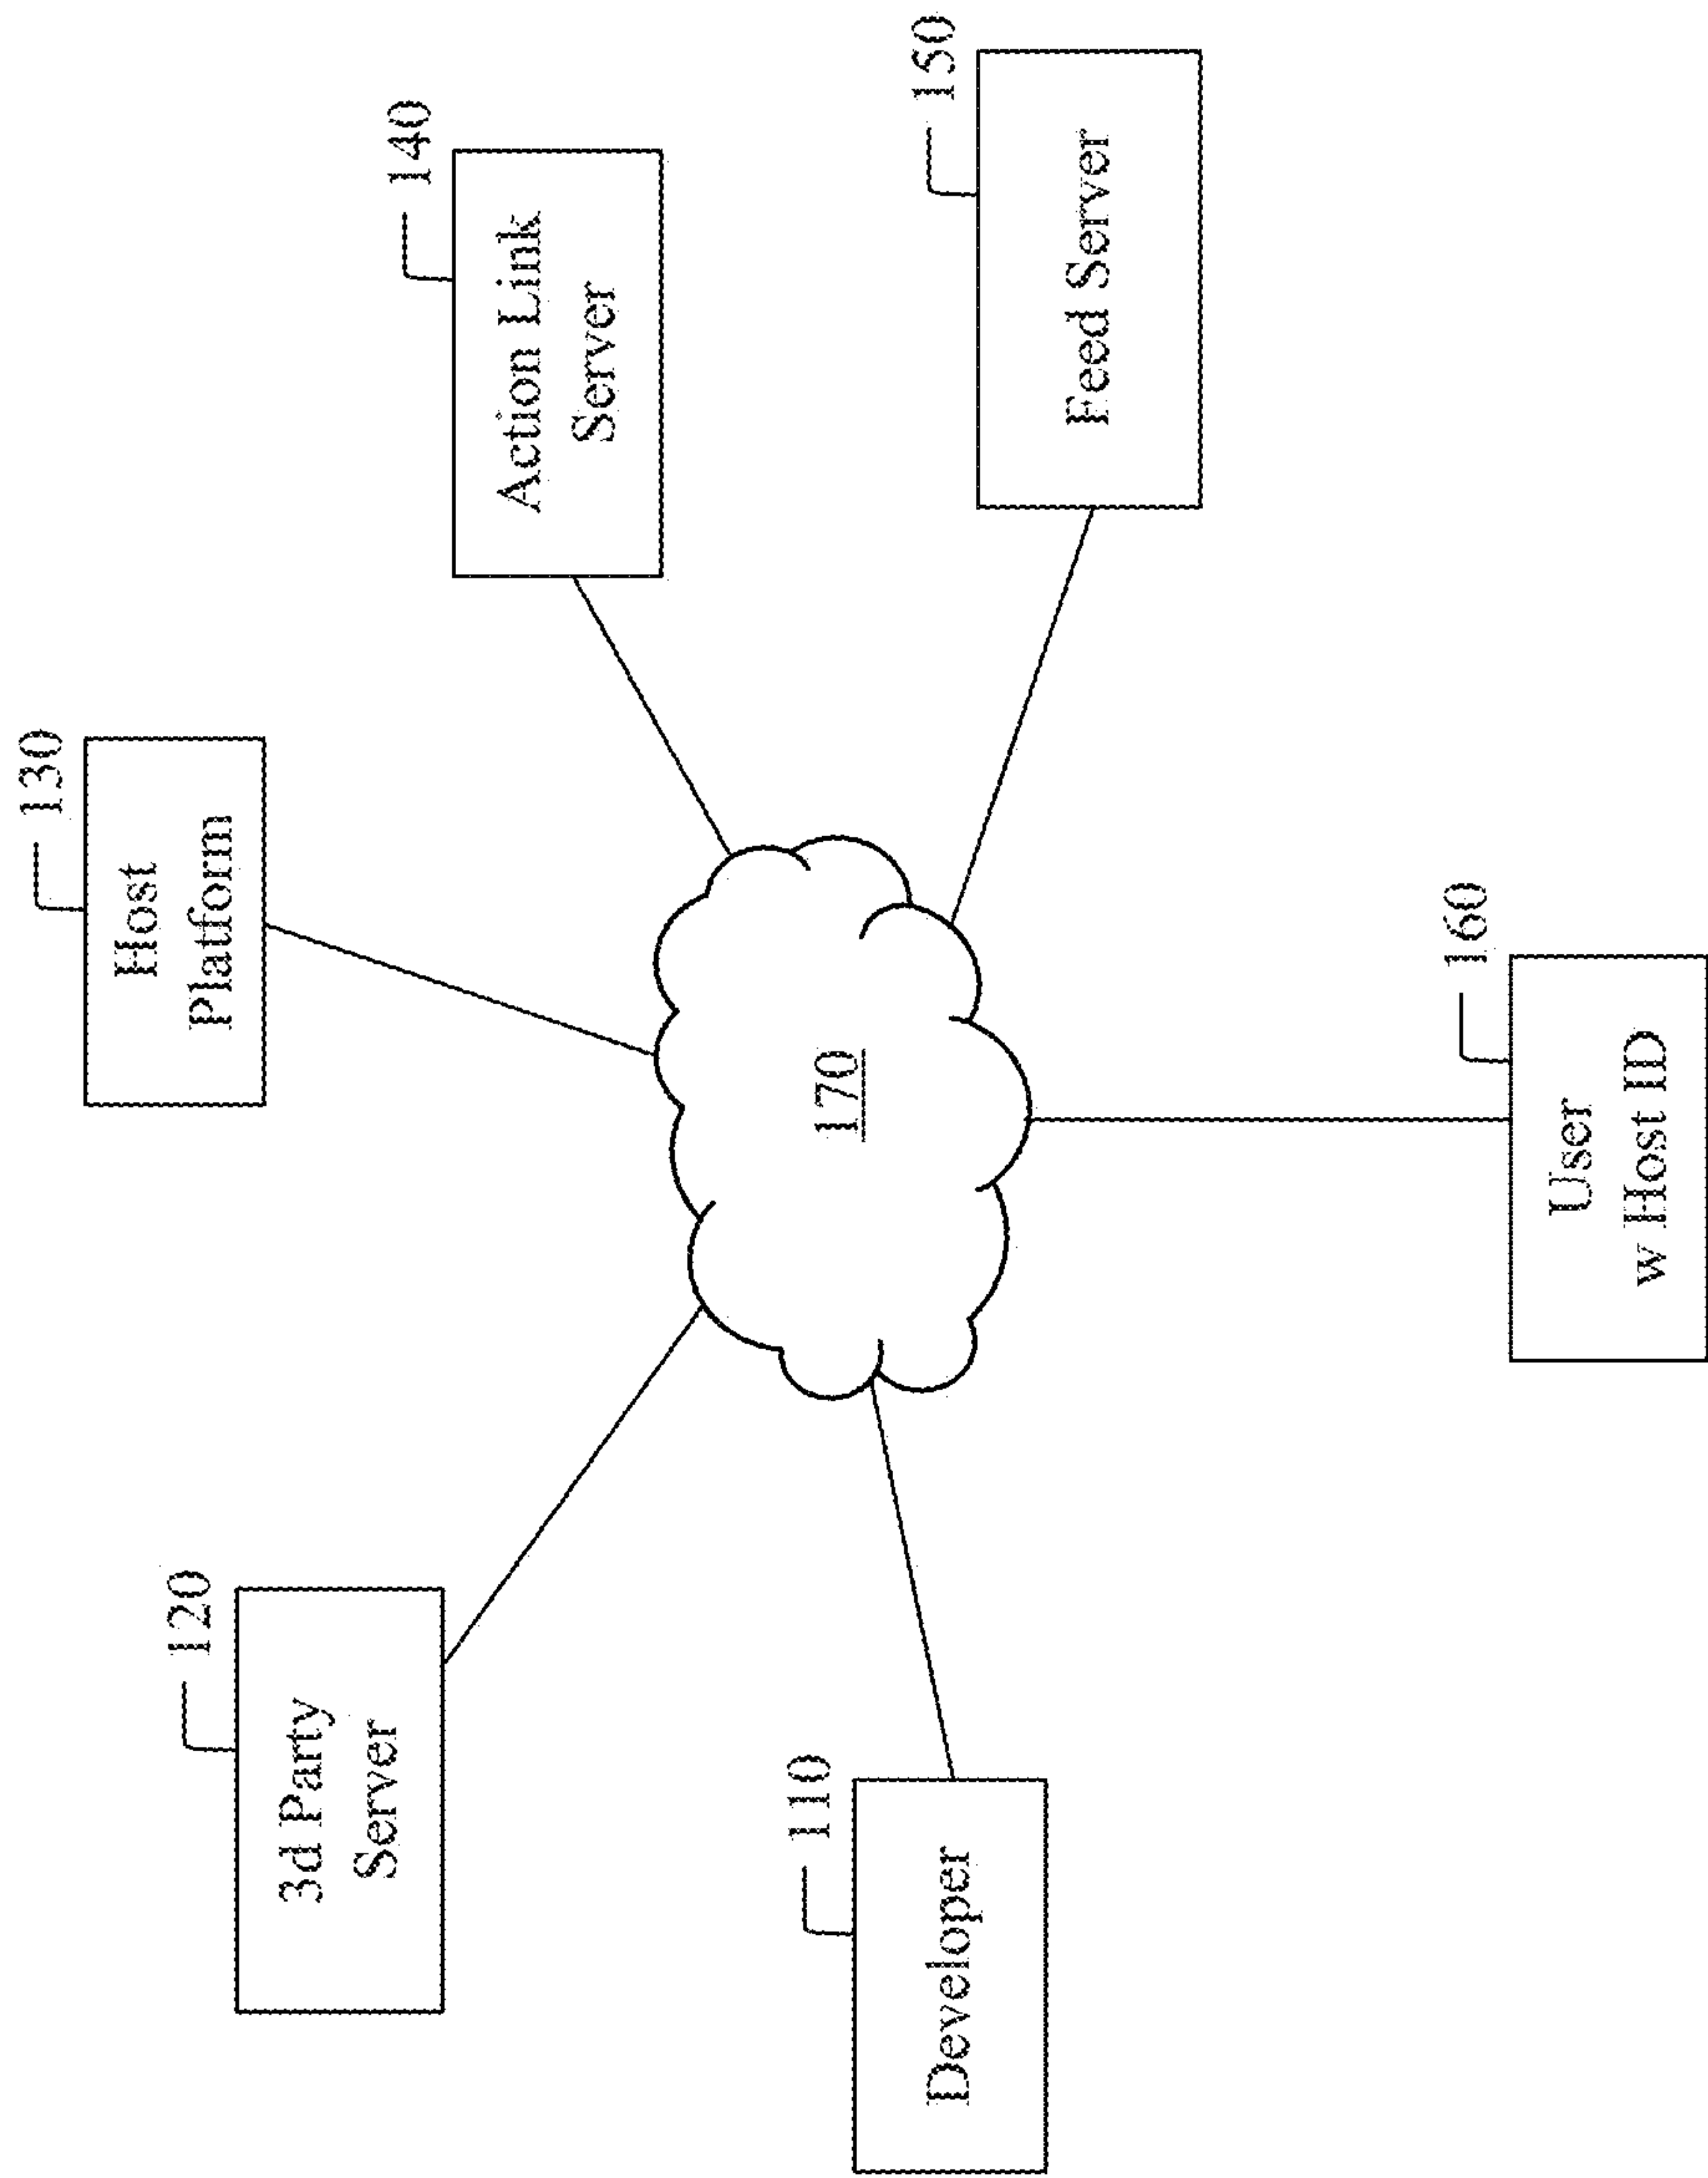 130
Host
Platform
120
3d Party
Server
140
Action Link
Server
170
110
Developer
150
Feed Server
160
User
w Host ID